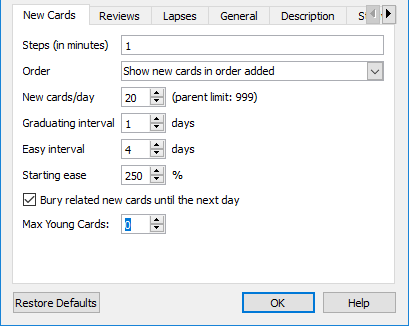 New Cards Reviews Lapses General Description
Steps (in minutes) 1
Order Show new cards in order added
New cards/day 20 (parent limit: 999)
Graduating interval 1 days
Easy interval 4 days
Starting ease 250 %
Bury related new cards until the next day
Max Young Cards: 0
Restore Defaults OK Help